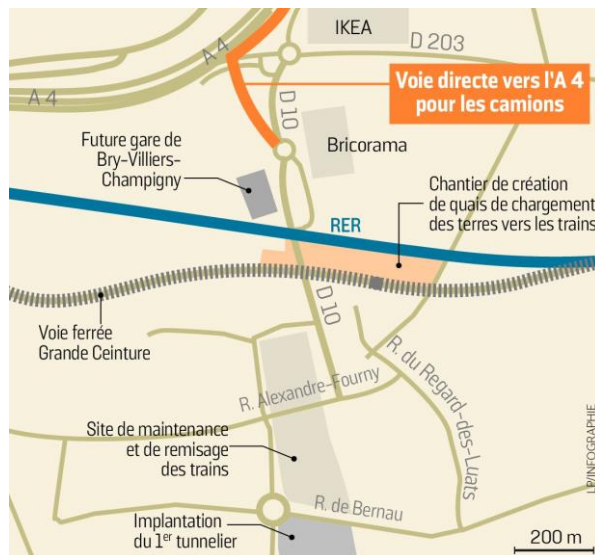 IKEA
A 4
D 203
A 4
Voie directe vers l'A 4
pour les camions
D 10
Future gare de
Bry-Villiers-
Champigny
Bricorama
Chantier de création
de quais de chargement
des terres vers les trains
RER
D 10
Voie ferrée
Grande Ceinture
R. du Regard-des-Luats
R. Alexandre-Fourny
Site de maintenance
et de remisage
des trains
LP/INFOGRAPHIE
R. de Bernau
Implantation
du 1er tunnelier
200 m